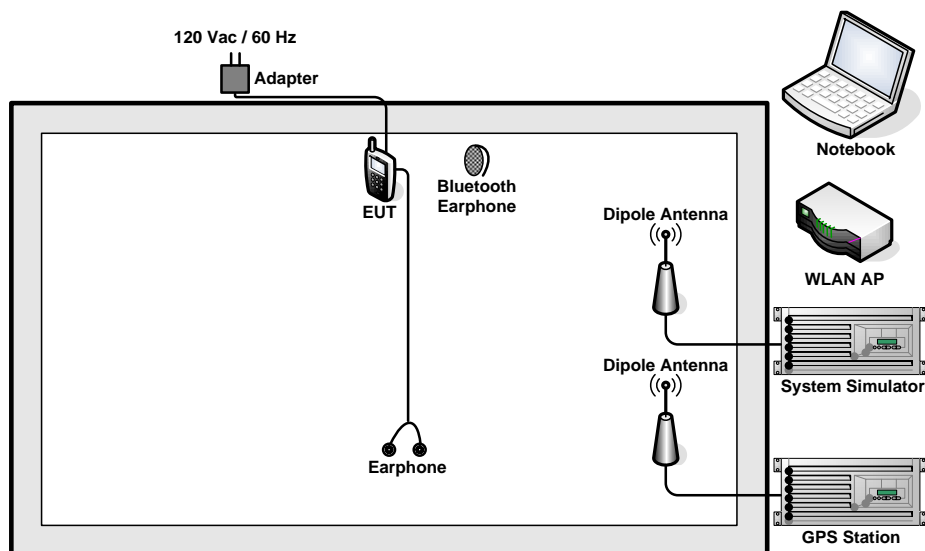 120 Vac / 60 Hz
Adapter
Notebook
EUT
Bluetooth
Earphone
Dipole Antenna
WLAN AP
System Simulator
Dipole Antenna
Earphone
GPS Station